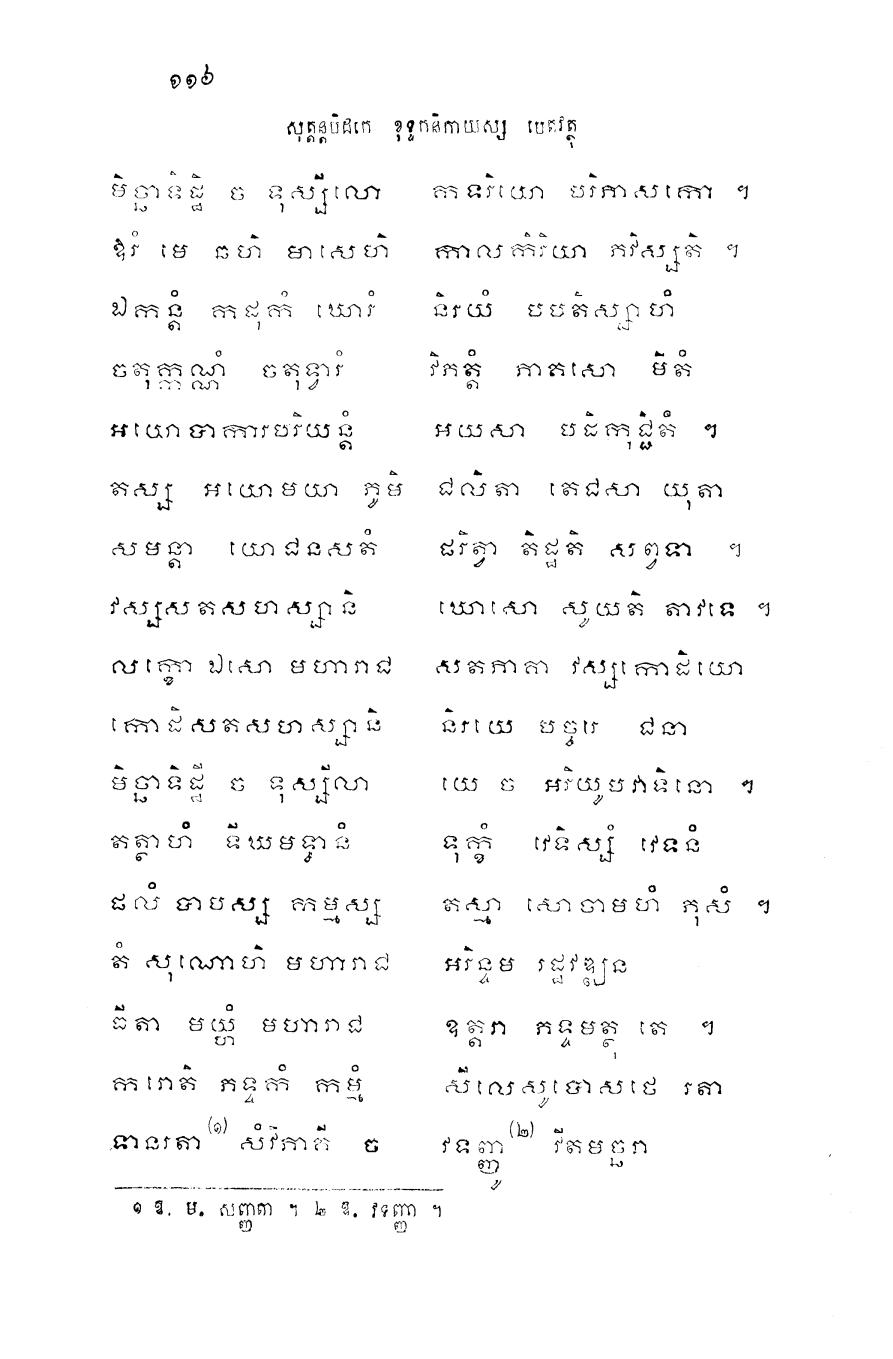 ១១៦
សុត្តន្តបិដកេ ខុទ្ទកនិកាយស្ស បេតវត្ថុ
មិច្ឆាទិដ្ឋិ ច ទុស្សីលោ កទរិយោ បរិភាសកោ ។
ឱរំ មេ ឆហិ មាសេហិ កាលកិរិយា ភវិស្សតិ ។
ឯកន្តំ កដុកំ ឃោរំ និរយំ បបតិស្សាហំ
ចតុក្កណ្ណំ ចតុទ្វារំ វិភត្តំ ភាគសោ មិតំ
អយោបាការបរិយន្តំ អយសា បដិកុជ្ជិតំ ។
តស្ស អយោមយា ភូមិ ជលិតា តេជសា យុតា
សមន្តា យោជនសតំ ផរិត្វា តិដ្ឋតិ សព្វទា ។
វស្សសតសហស្សានិ ឃោសោ សូយតិ តាវទេ ។
លក្ខោ ឯសោ មហារាជ សតភាគា វស្សកោដិយោ
កោដិសតសហស្សានិ និរយេ បច្ចរេ ជនា
មិច្ឆាទិដ្ឋី ច ទុស្សីលា យេ ច អរិយូបវាទិនោ ។
តត្ថាហំ ទីឃមទ្ធានំ ទុក្ខំ វេទិស្សំ វេទនំ
ផលំ បាបស្ស កម្មស្ស តស្មា សោចាមហំ ភុសំ ។
តំ សុណោហិ មហារាជ អរិន្ទម រដ្ឋវឌ្ឍន
ធីតា មយ្ហំ មហារាជ ឧត្តរា ភទ្ទមត្ថុ តេ ។
ករោតិ ភទ្ទកំ កម្មំ សីលេសូបោសថេ រតា
ទានរតា(១) សំវិភាគី ច វទញ្ញូ(២) វីតមច្ឆរា
១ ឱ. ម. សញ្ញតា ។ ២ ឱ. វទញ្ញា ។